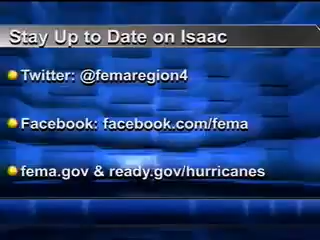 Stay Up to Date on Isaac
Twitter: @femaregion4
Facebook: facebook.com/fema
fema.gov & ready.gov/hurricanes